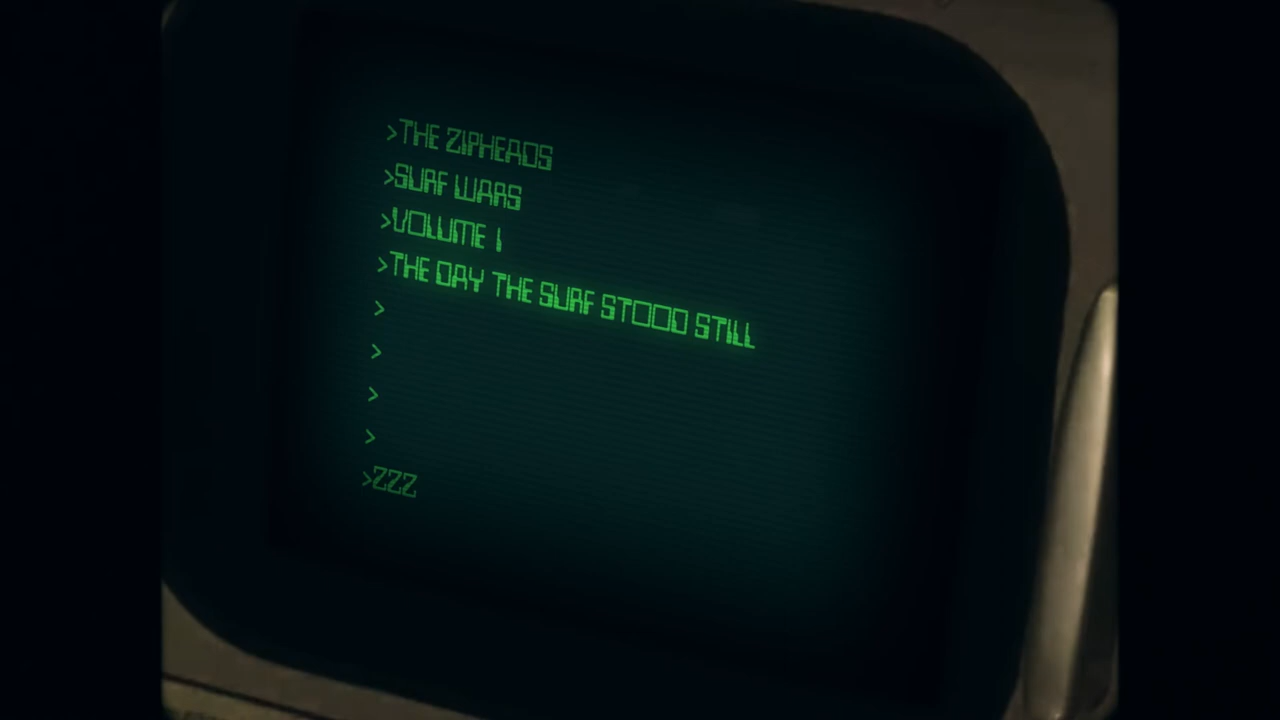 >THE ZIPHEADS
>SURF WARS
>VOLUME 1
>THE DAY THE SURF STOOD STILL
>
>
>
>
>ZZZ